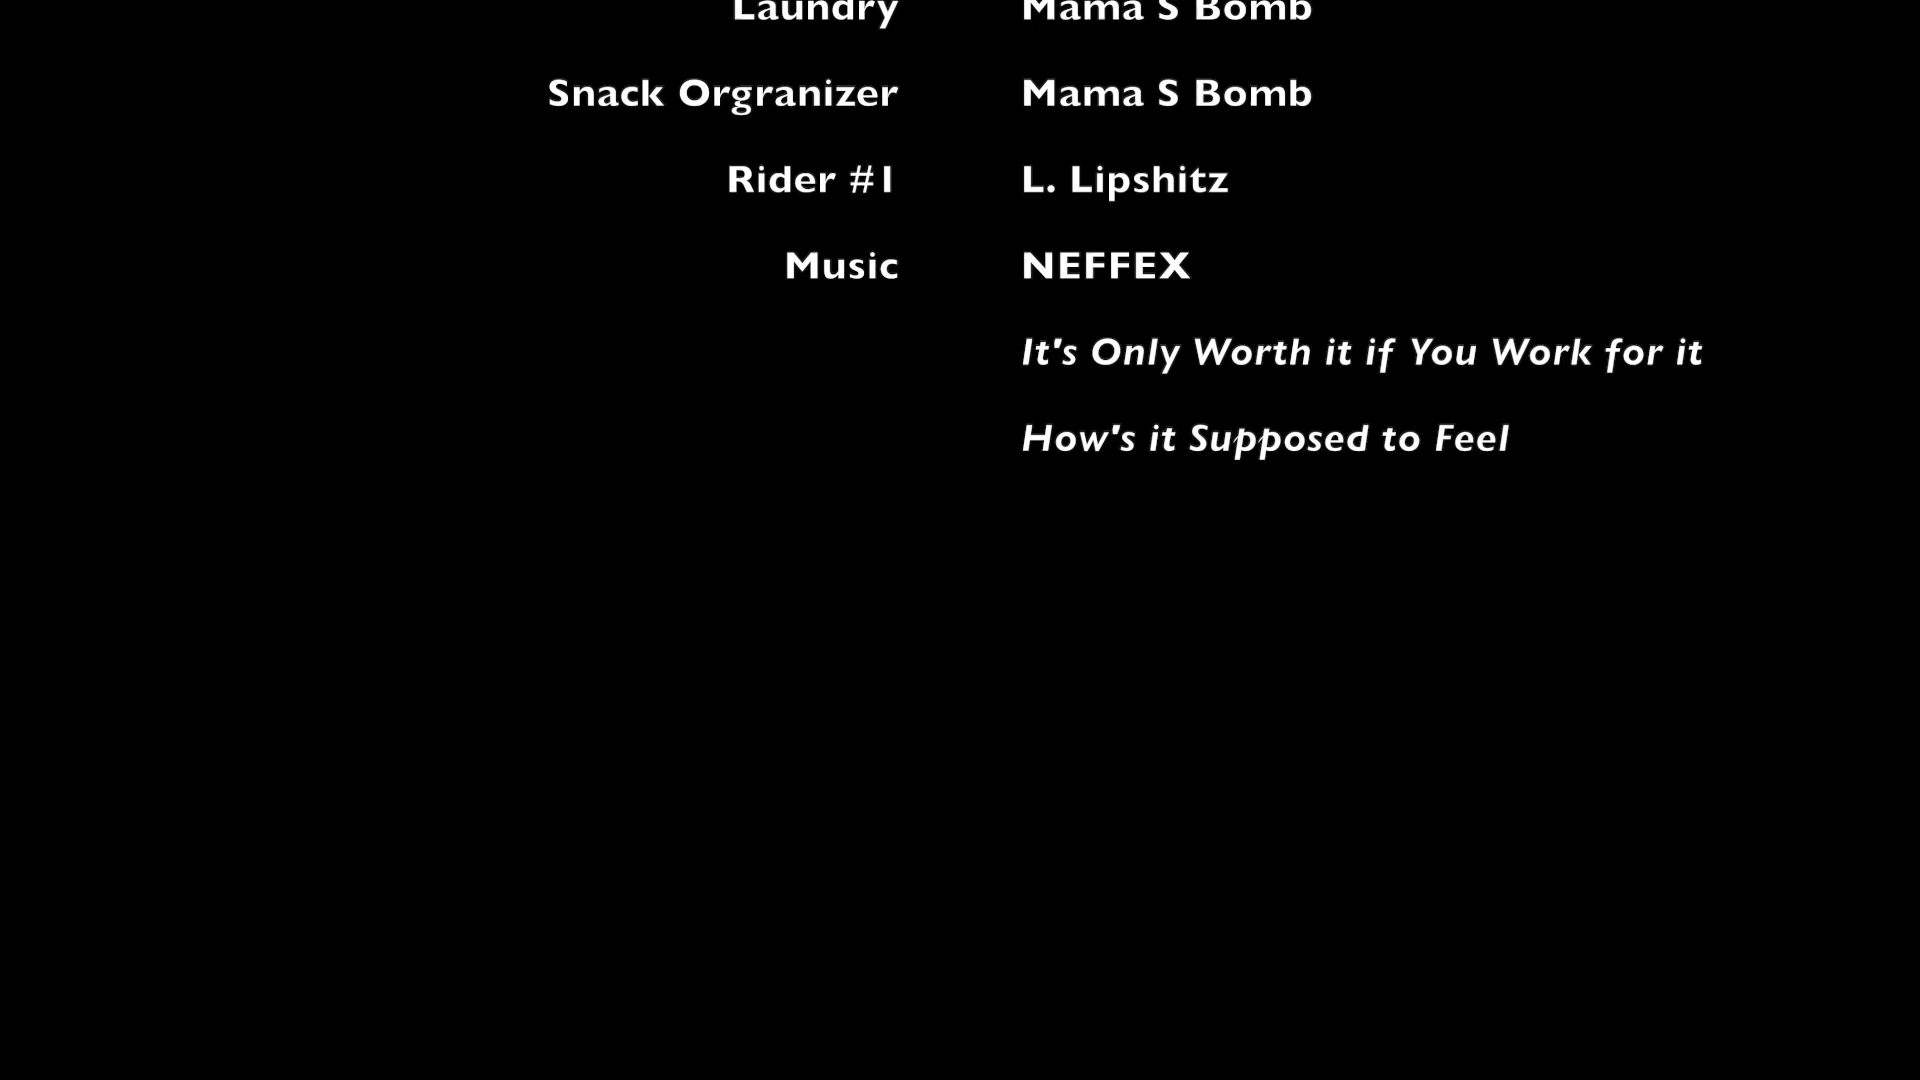 Laundry Mama S Bomb
Snack Orgranizer Mama S Bomb
Rider #1 L. Lipshitz
Music NEFFEX
It's Only Worth it if You Work for it
How's it Supposed to Feel